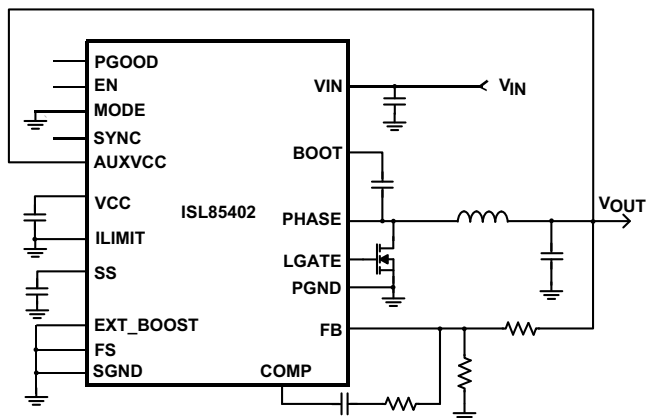 PGOOD
EN
MODE
SYNC
AUXVCC
VCC
ILIMIT
SS
EXT_BOOST
FS
SGND
ISL85402
VIN
BOOT
PHASE
LGATE
PGND
FB
COMP
VIN
VOUT